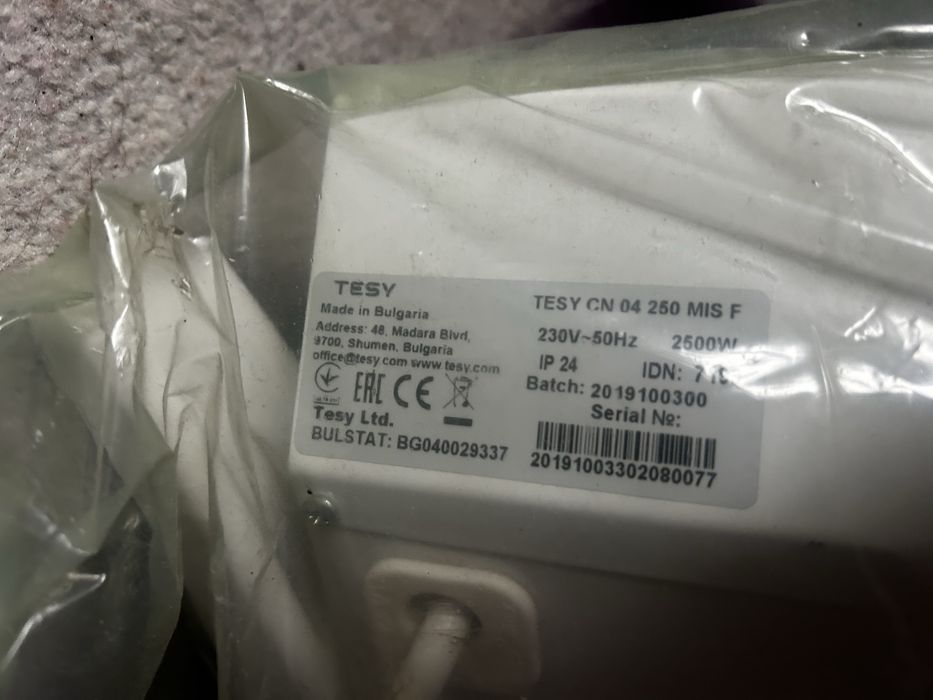 TESY
Made in Bulgaria
Address: 48, Madara Blvd,
9700, Shumen, Bulgaria
office@tesy.com www.tesy.com
EAC CE
Tesy Ltd.
BULSTAT: BG040029337
TESY CN 04 250 MIS F
230V~50Hz 2500W
IP 24 IDN:
Batch: 2019100300
Serial №:
20191003302080077